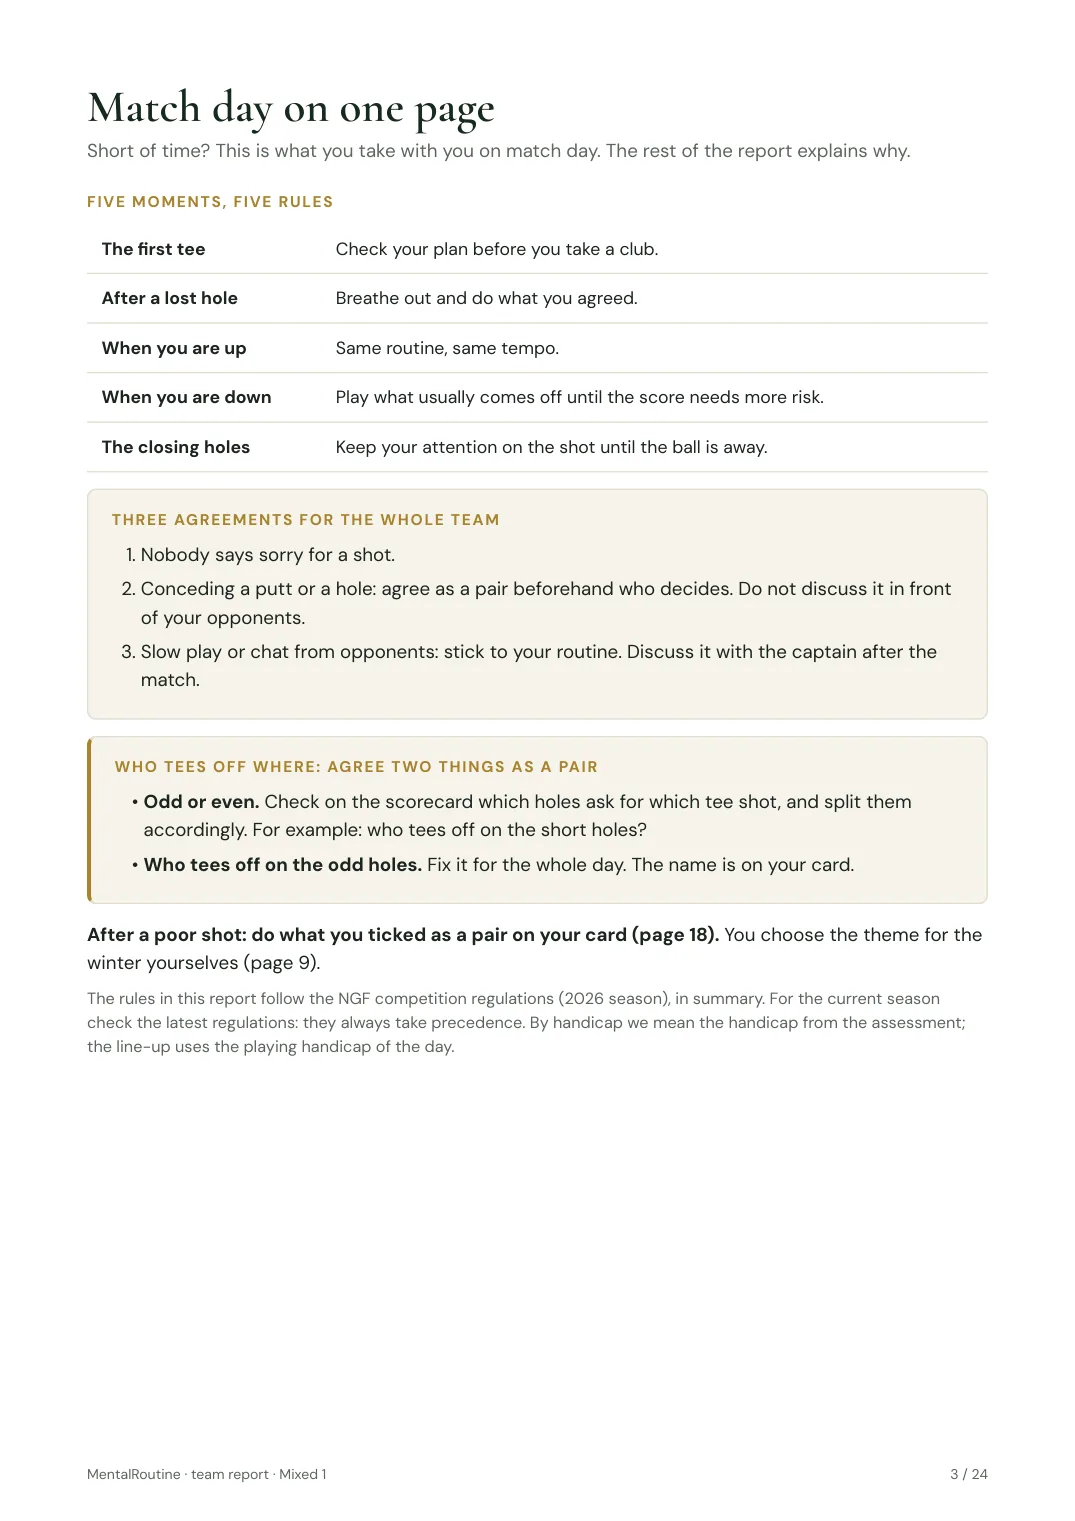 Match day on one page
Short of time? This is what you take with you on match day. The rest of the report explains why.
FIVE MOMENTS, FIVE RULES
The first tee Check your plan before you take a club.
After a lost hole Breathe out and do what you agreed.
When you are up Same routine, same tempo.
When you are down Play what usually comes off until the score needs more risk.
The closing holes Keep your attention on the shot until the ball is away.
THREE AGREEMENTS FOR THE WHOLE TEAM
1. Nobody says sorry for a shot.
2. Conceding a putt or a hole: agree as a pair beforehand who decides. Do not discuss it in front
of your opponents.
3. Slow play or chat from opponents: stick to your routine. Discuss it with the captain after the
match.
WHO TEES OFF WHERE: AGREE TWO THINGS AS A PAIR
• Odd or even. Check on the scorecard which holes ask for which tee shot, and split them
accordingly. For example: who tees off on the short holes?
• Who tees off on the odd holes. Fix it for the whole day. The name is on your card.
After a poor shot: do what you ticked as a pair on your card (page 18). You choose the theme for the
winter yourselves (page 9).
The rules in this report follow the NGF competition regulations (2026 season), in summary. For the current season
check the latest regulations: they always take precedence. By handicap we mean the handicap from the assessment;
the line-up uses the playing handicap of the day.
MentalRoutine · team report · Mixed 1 3 / 24